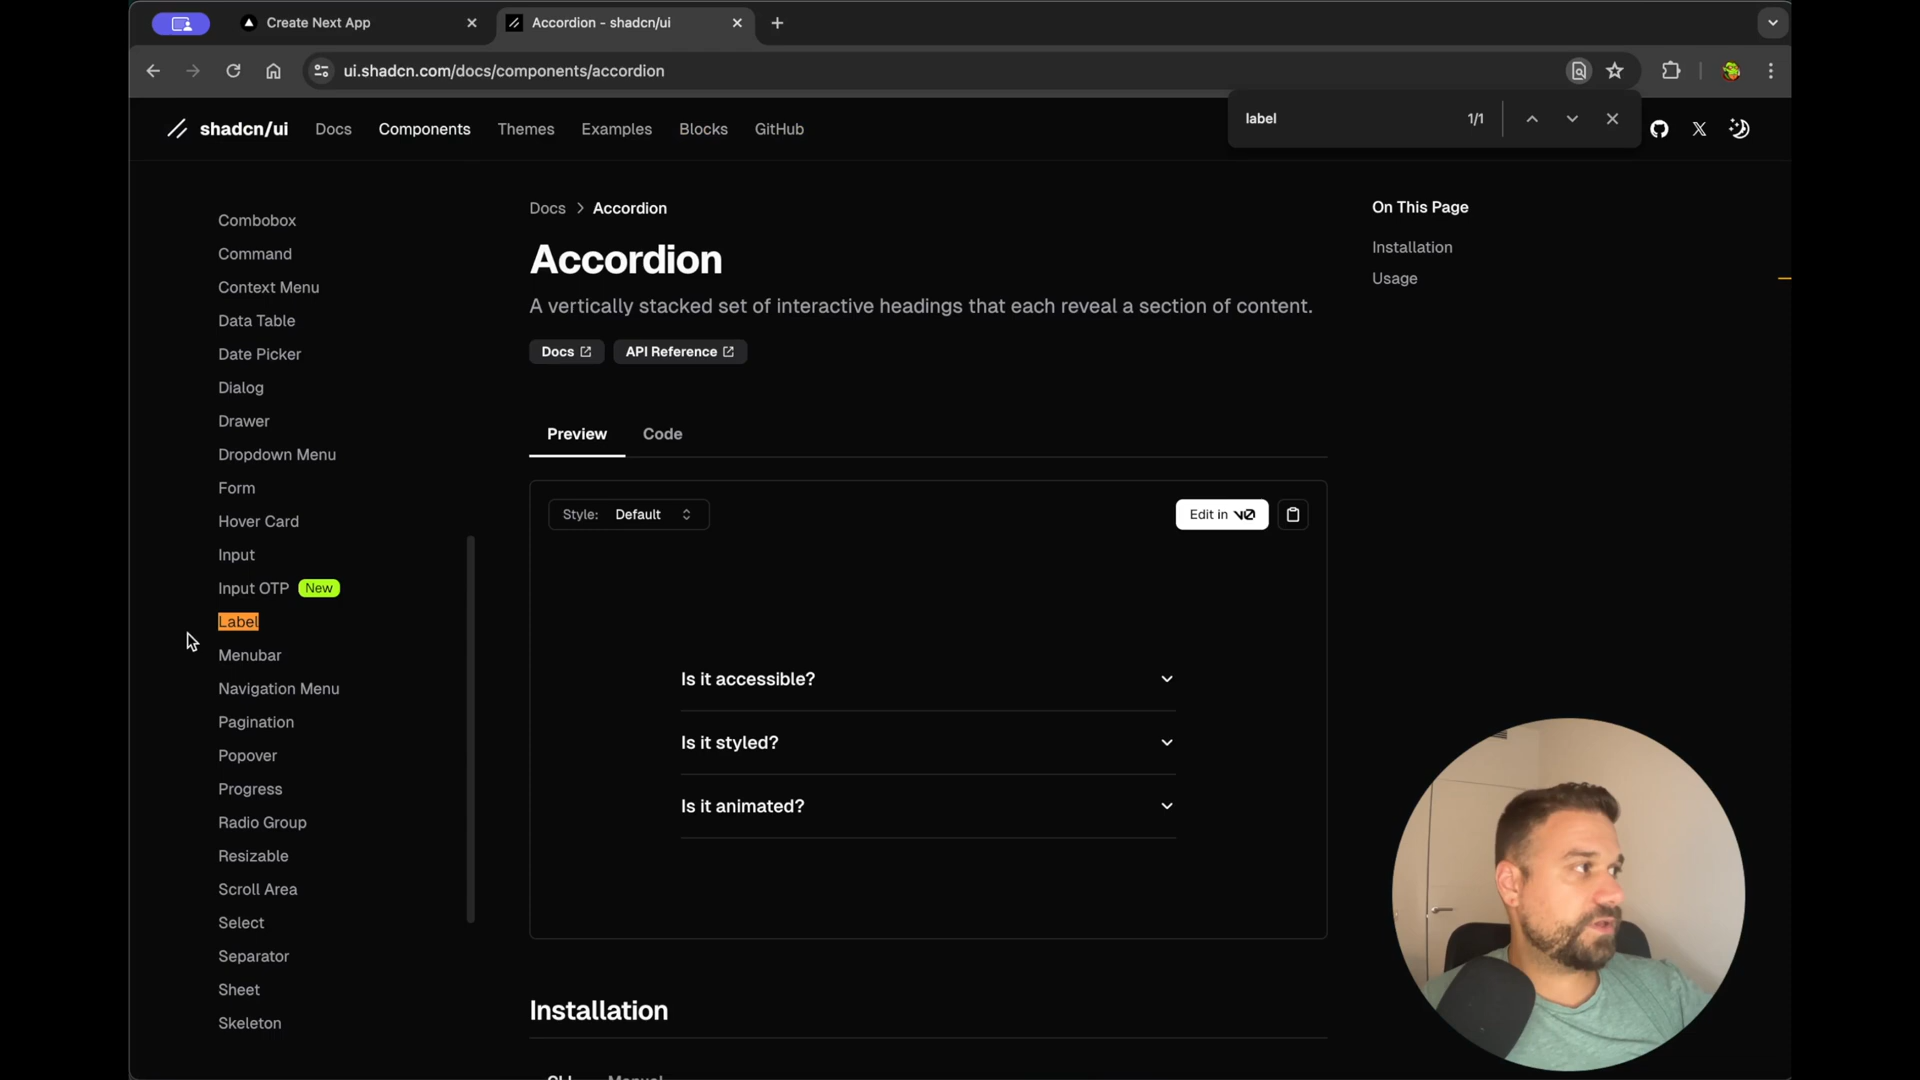 Create Next App
Accordion - shadcn/ui
ui.shadcn.com/docs/components/accordion
label 1/1
shadcn/ui Docs Components Themes Examples Blocks GitHub
Combobox
Command
Context Menu
Data Table
Date Picker
Dialog
Drawer
Dropdown Menu
Form
Hover Card
Input
Input OTP New
Label
Menubar
Navigation Menu
Pagination
Popover
Progress
Radio Group
Resizable
Scroll Area
Select
Separator
Sheet
Skeleton
Docs > Accordion
Accordion
A vertically stacked set of interactive headings that each reveal a section of content.
Docs API Reference
Preview Code
Style: Default
Edit in v0
Is it accessible?
Is it styled?
Is it animated?
Installation
CLI Manual
On This Page
Installation
Usage